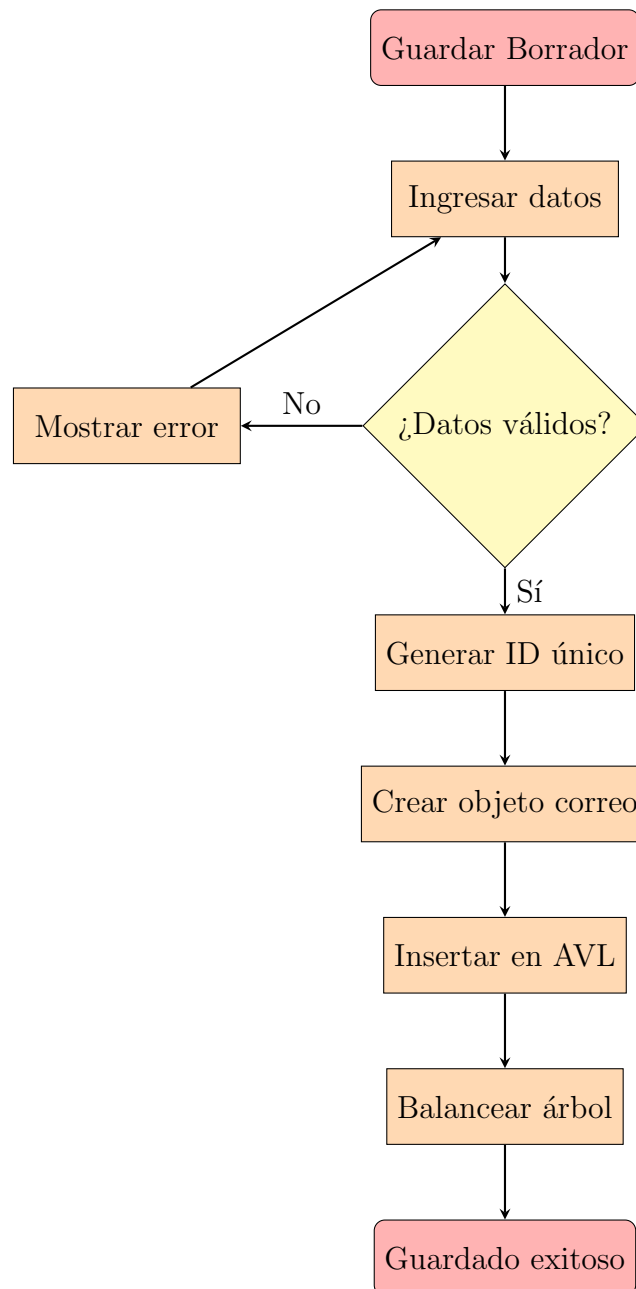 Guardar Borrador
Ingresar datos
¿Datos válidos?
No
Mostrar error
Sí
Generar ID único
Crear objeto correo
Insertar en AVL
Balancear árbol
Guardado exitoso